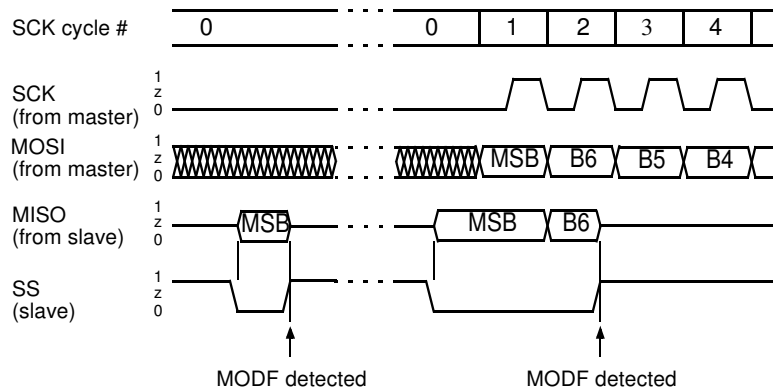 SCK cycle # 0 0 1 2 3 4
SCK
(from master)
1
z
0
MOSI
(from master)
1
z
0
MSB B6 B5 B4
MISO
(from slave)
1
z
0
MSB MSB B6
SS
(slave)
1
z
0
MODF detected MODF detected